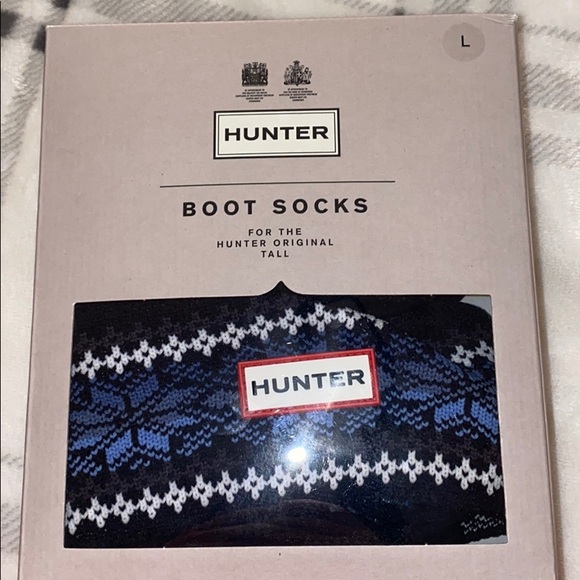 L
HUNTER
BOOT SOCKS
FOR THE
HUNTER ORIGINAL
TALL
HUNTER